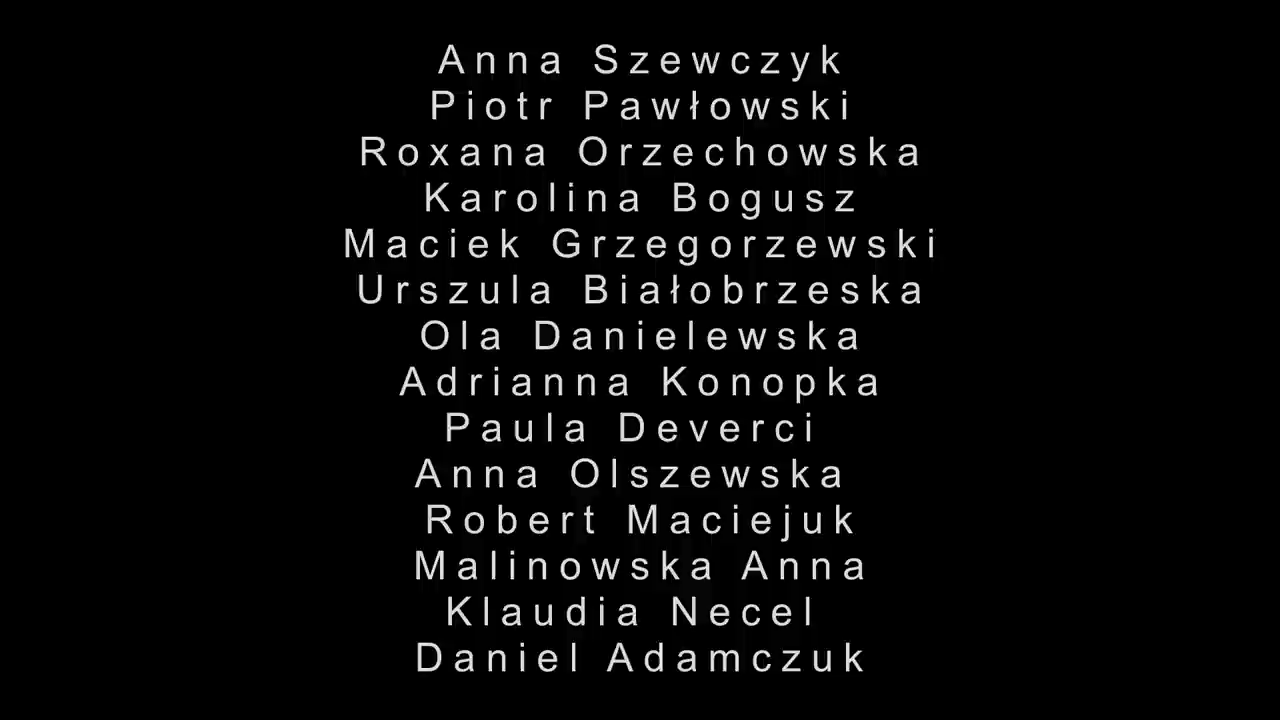 Anna Szewczyk
Piotr Pawłowski
Roxana Orzechowska
Karolina Bogusz
Maciek Grzegorzewski
Urszula Białobrzeska
Ola Danielewska
Adrianna Konopka
Paula Deverci
Anna Olszewska
Robert Maciejuk
Malinowska Anna
Klaudia Necel
Daniel Adamczuk